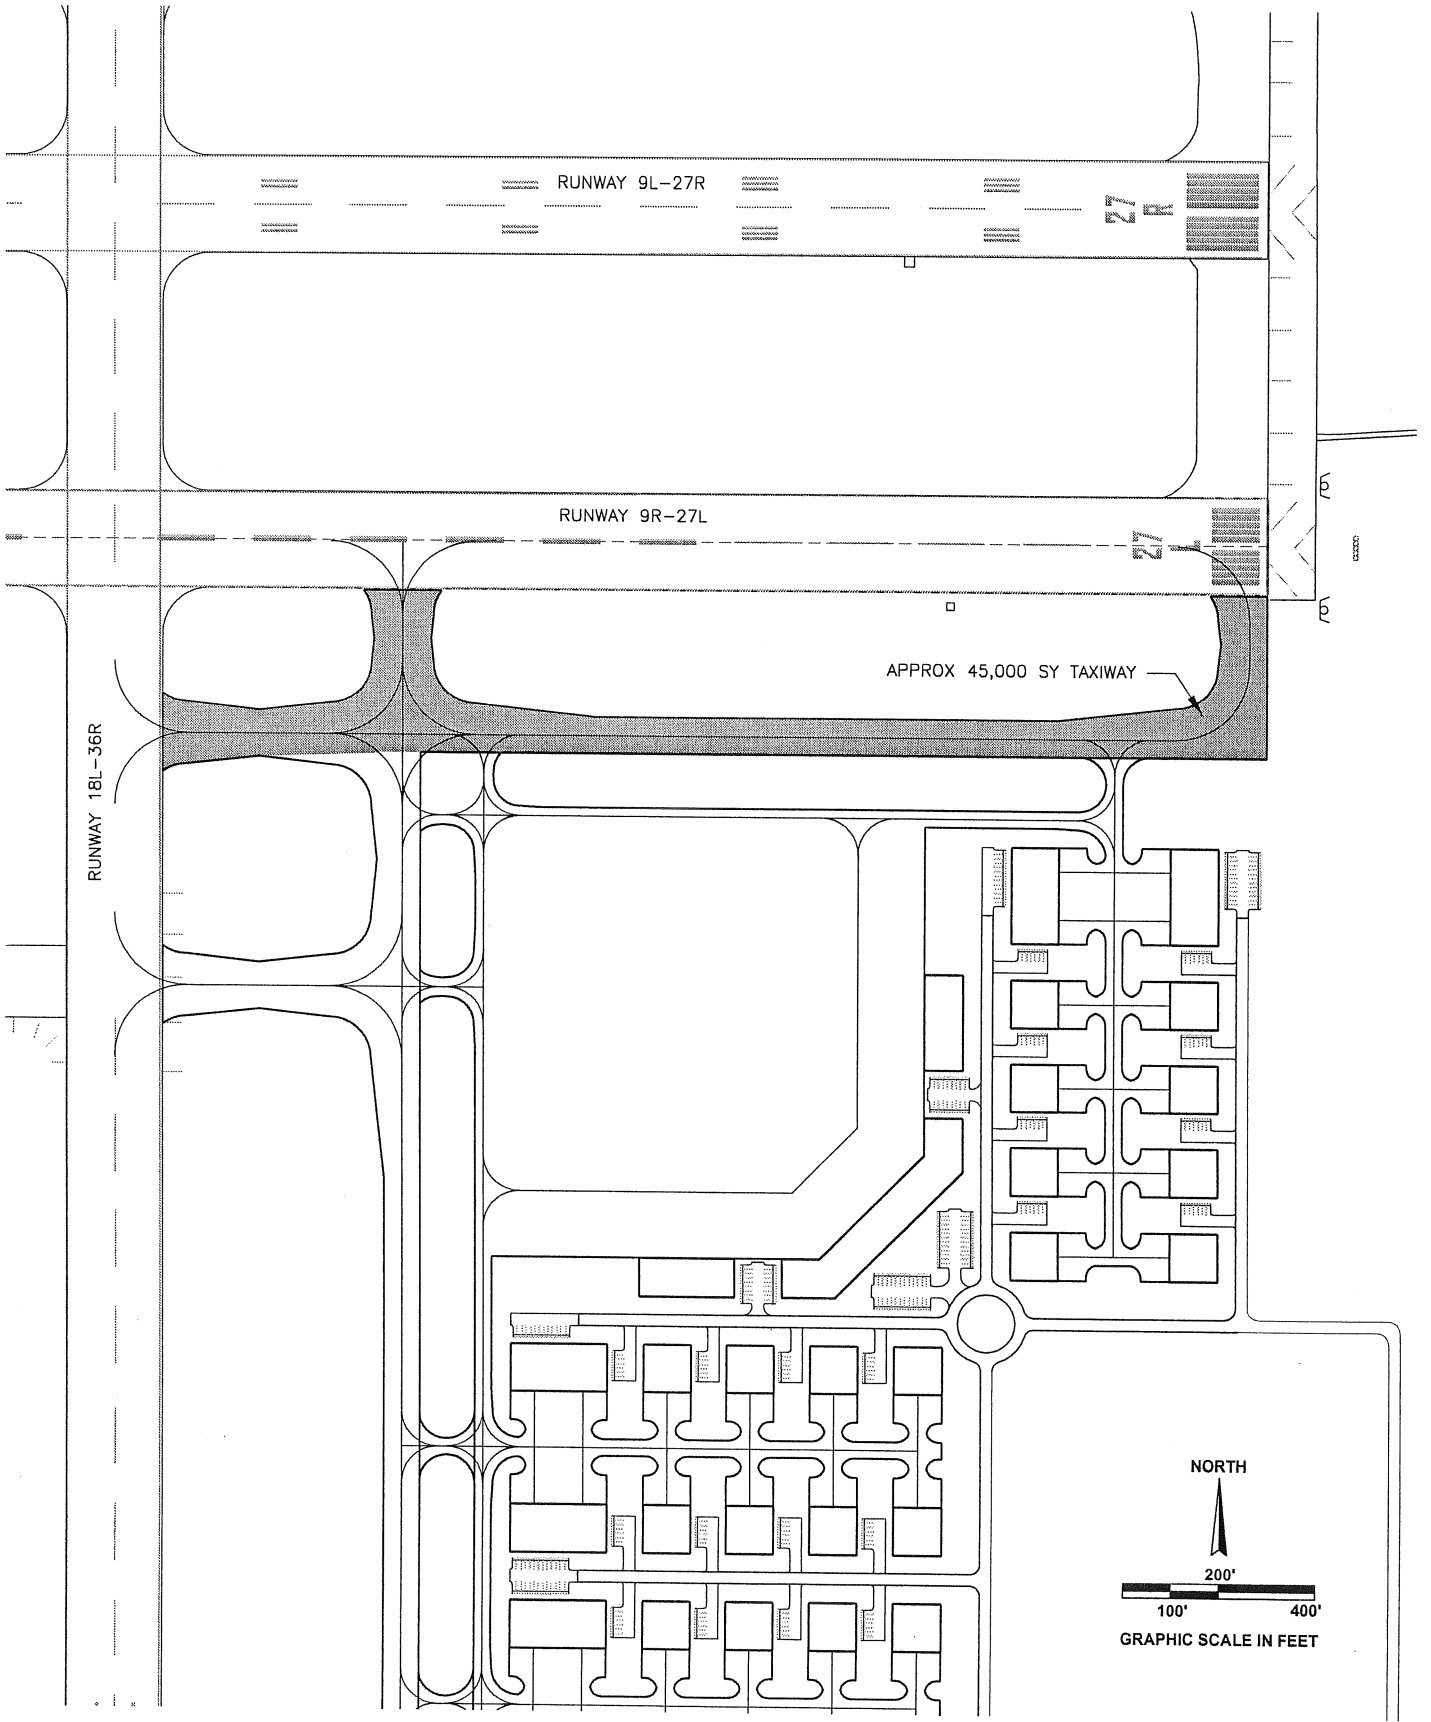 RUNWAY 9L-27R
27
R
RUNWAY 9R-27L
27
L
APPROX 45,000 SY TAXIWAY
RUNWAY 18L-36R
NORTH
200'
100'
400'
GRAPHIC SCALE IN FEET